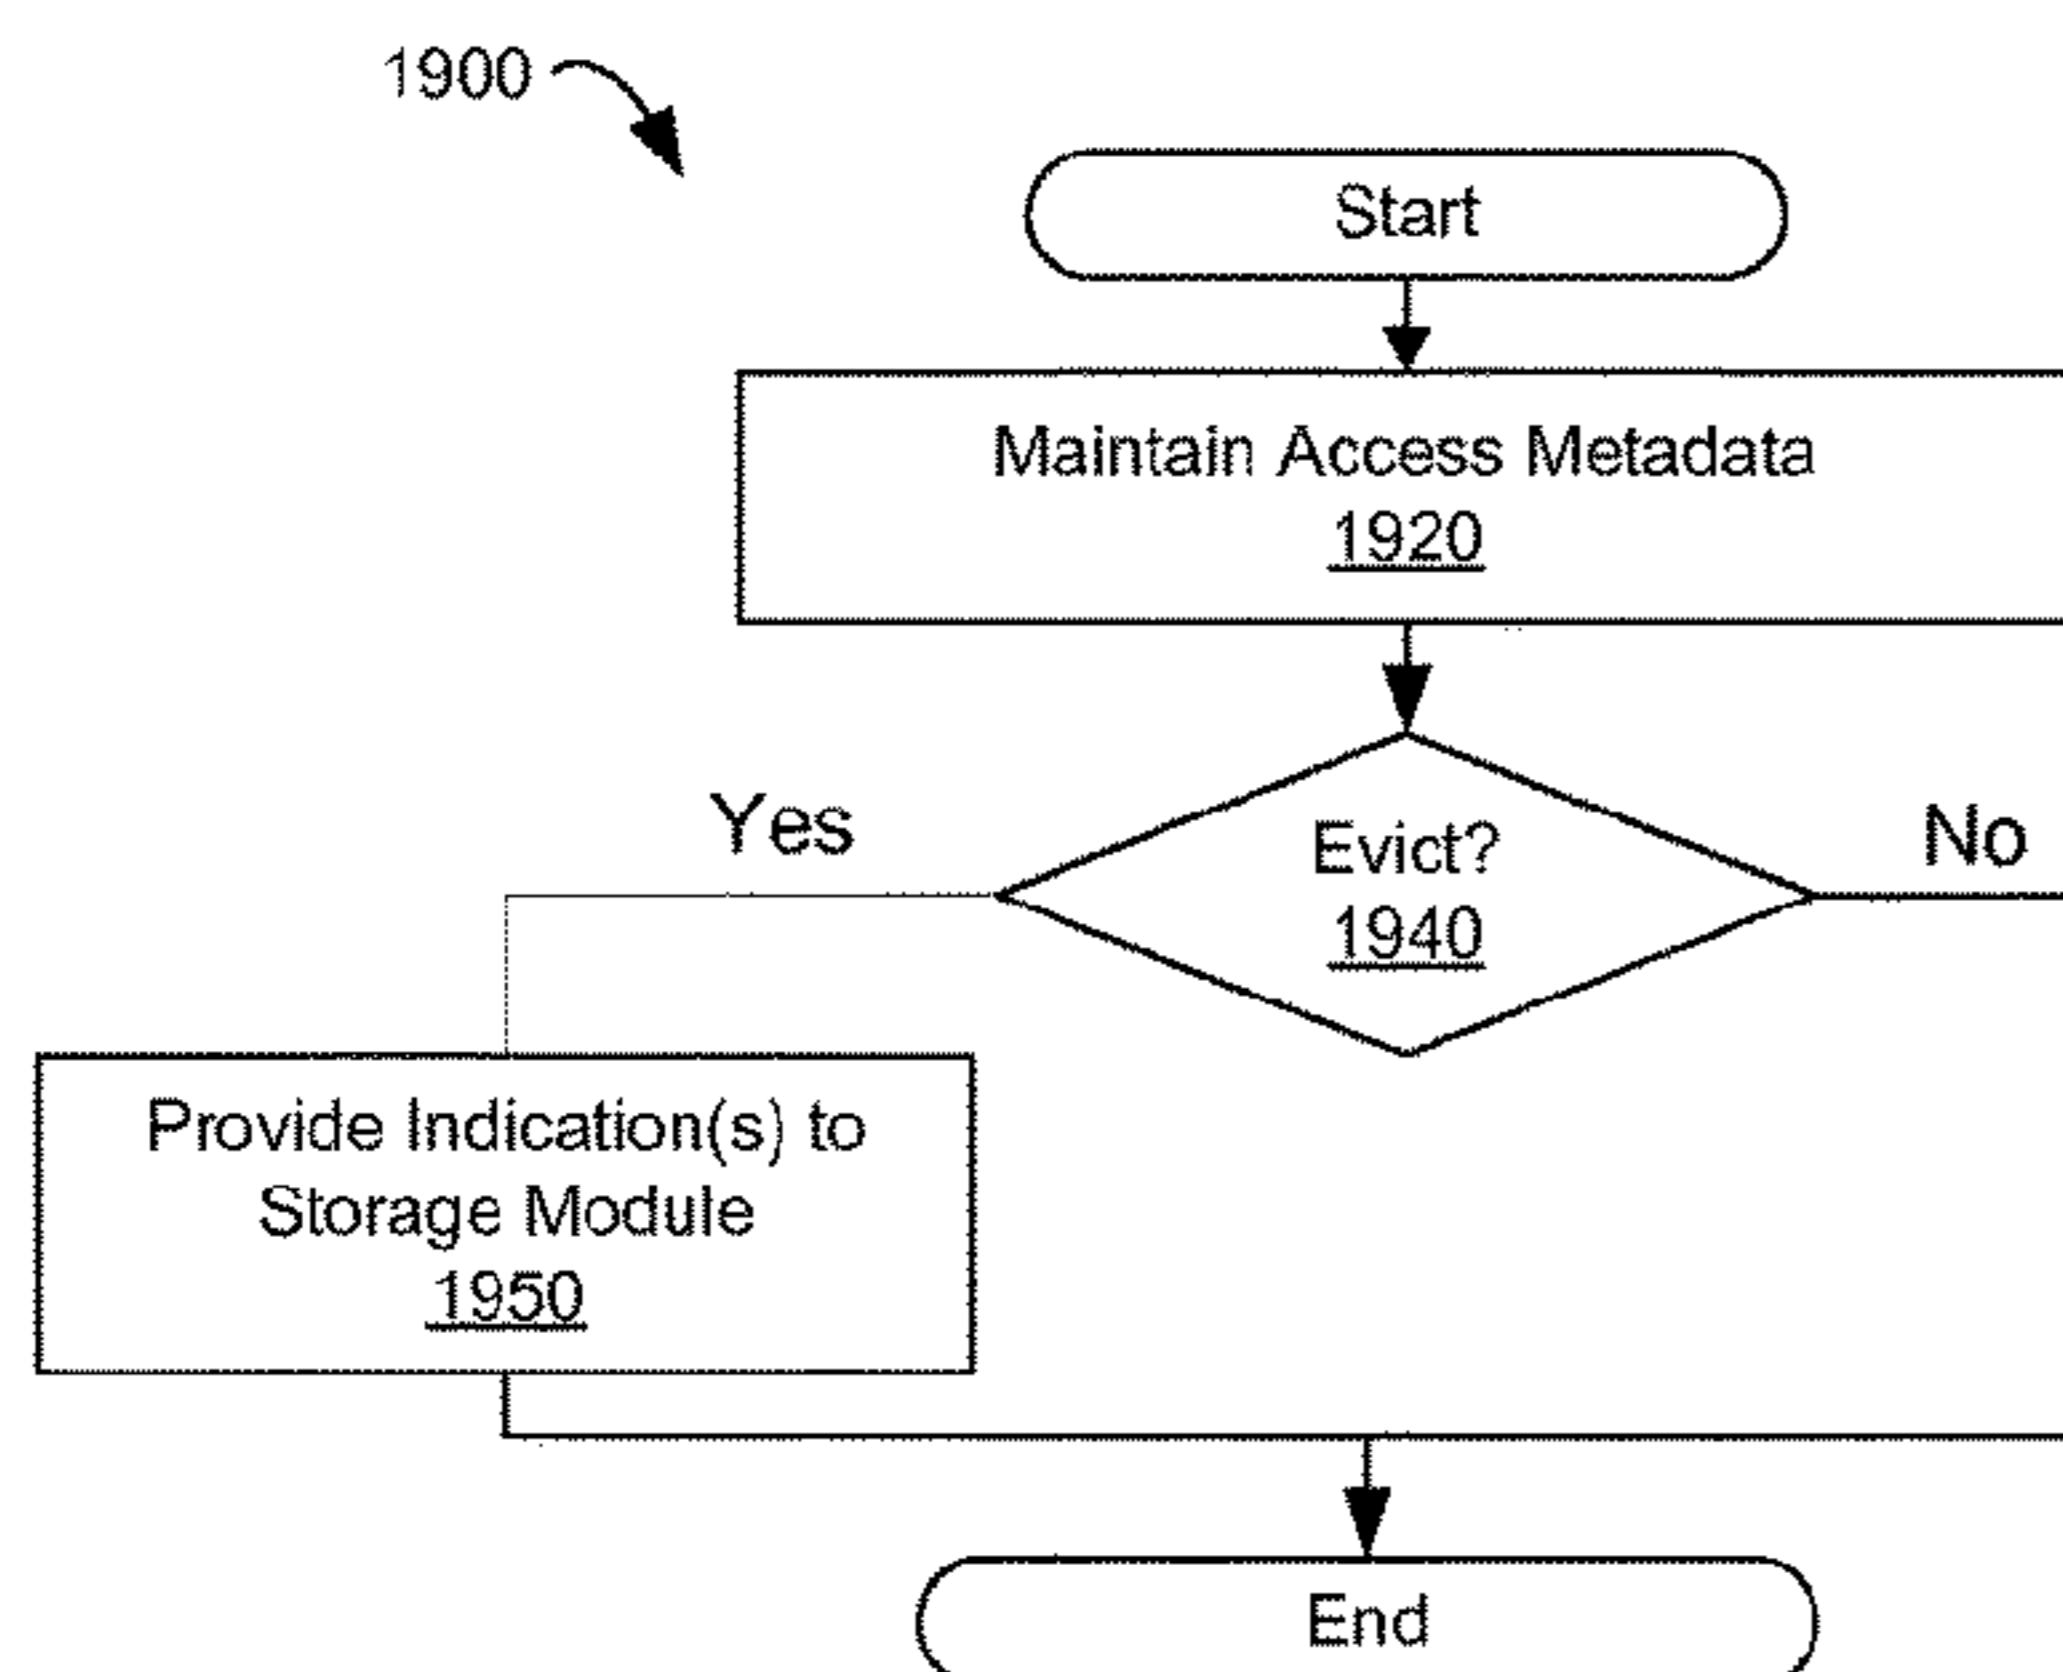 1900
Start
Maintain Access Metadata
1920
Yes
No
Evict?
1940
Provide Indication(s) to
Storage Module
1950
End